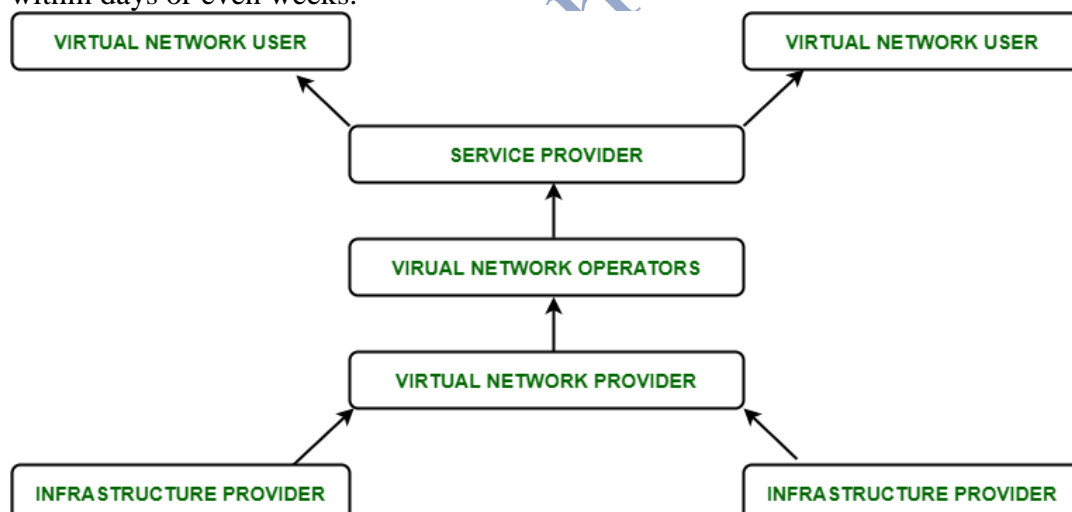 within days or even weeks.
VIRTUAL NETWORK USER
VIRTUAL NETWORK USER
SERVICE PROVIDER
VIRUAL NETWORK OPERATORS
VIRTUAL NETWORK PROVIDER
INFRASTRUCTURE PROVIDER
INFRASTRUCTURE PROVIDER